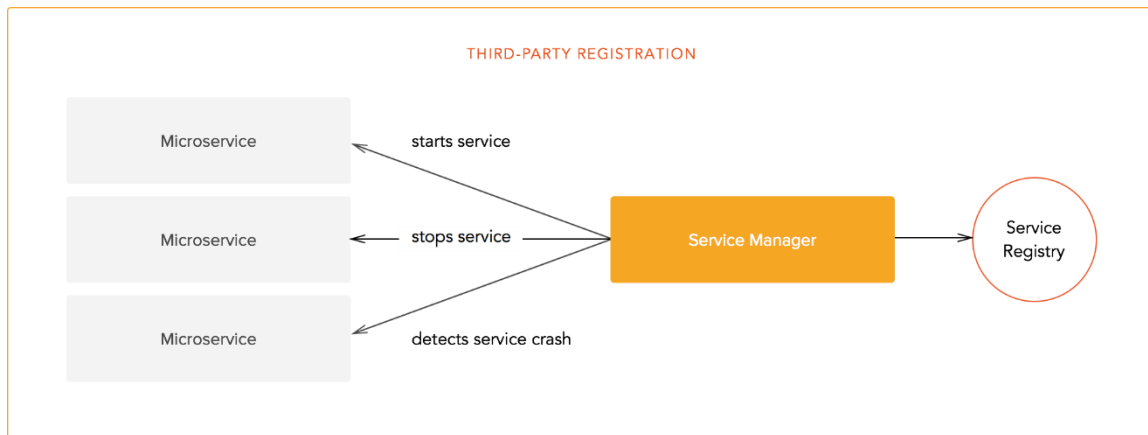 THIRD-PARTY REGISTRATION
Microservice
starts service
Microservice
stops service
Service Manager
Service
Registry
Microservice
detects service crash